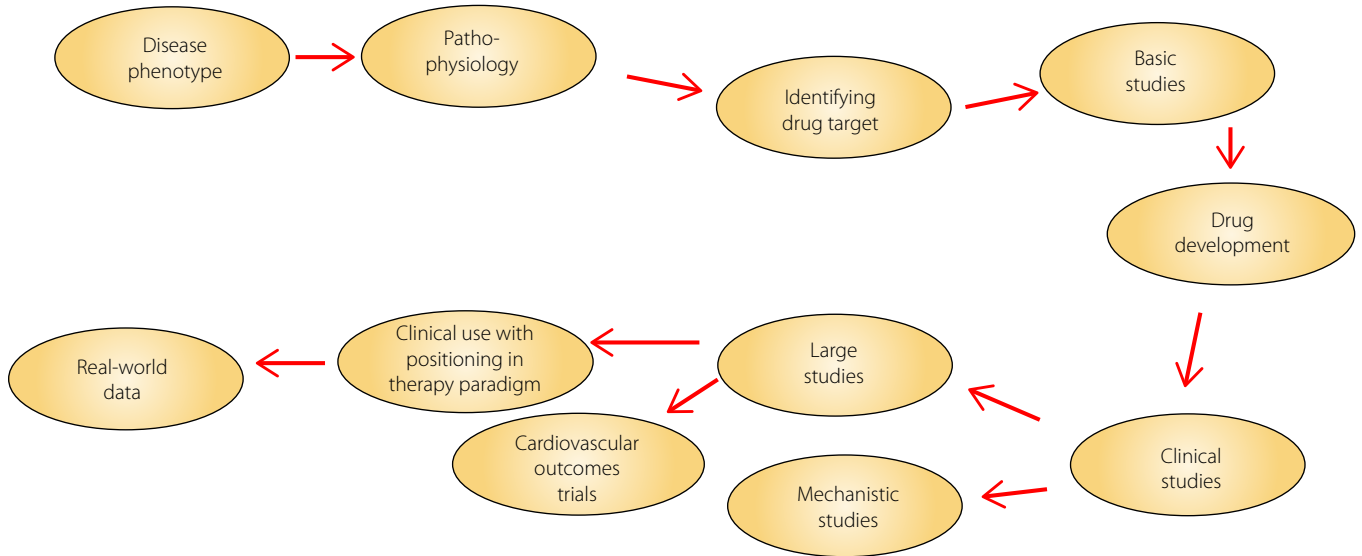 Disease
phenotype
Patho-
physiology
Identifying
drug target
Basic
studies
Drug
development
Clinical
studies
Large
studies
Mechanistic
studies
Clinical use with
positioning in
therapy paradigm
Cardiovascular
outcomes
trials
Real-world
data